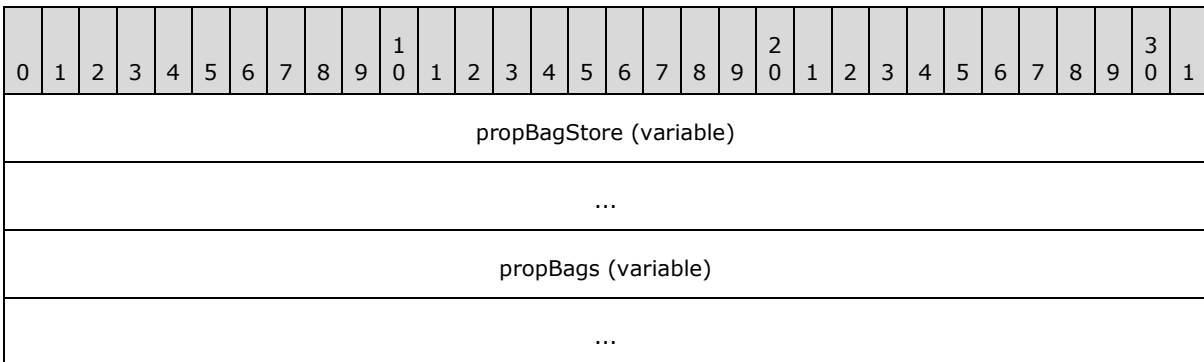 0 1 2 3 4 5 6 7 8 9 1 0 1 2 3 4 5 6 7 8 9 2 0 1 2 3 4 5 6 7 8 9 3 0 1
propBagStore (variable)
...
propBags (variable)
...